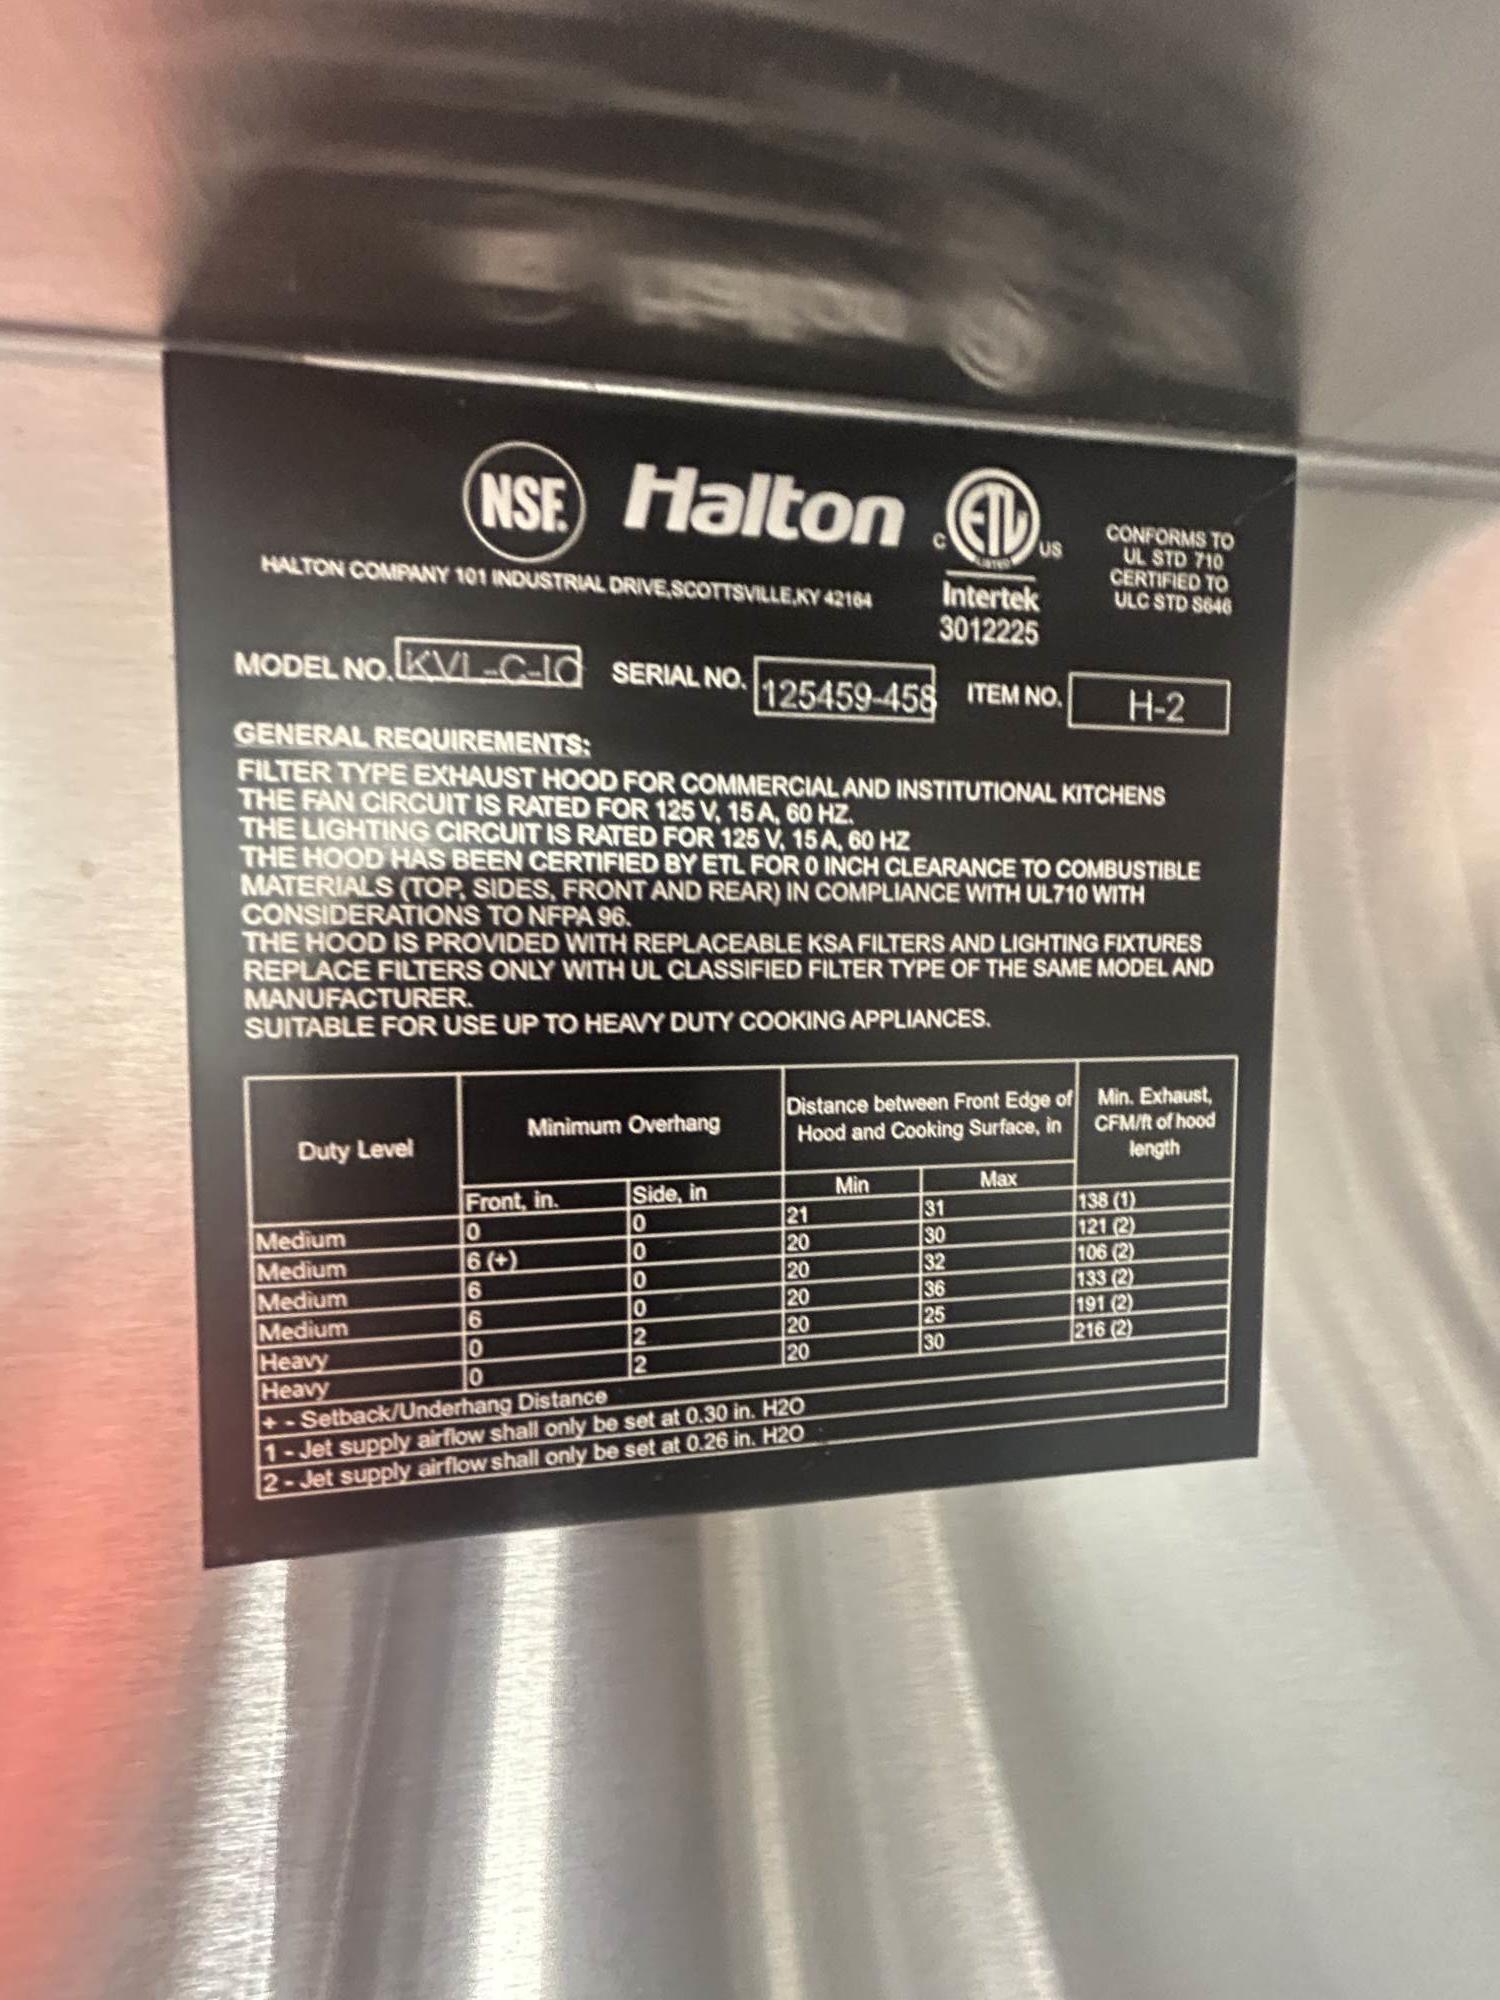 NSF. Halton C ETL US
LISTED
CONFORMS TO
UL STD 710
CERTIFIED TO
ULC STD S646
HALTON COMPANY 101 INDUSTRIAL DRIVE,SCOTTSVILLE,KY 42164
Intertek
3012225
MODEL NO. SERIAL NO. 125459-458 ITEM NO. H-2
GENERAL REQUIREMENTS:
FILTER TYPE EXHAUST HOOD FOR COMMERCIAL AND INSTITUTIONAL KITCHENS
THE FAN CIRCUIT IS RATED FOR 125 V, 15 A, 60 HZ.
THE LIGHTING CIRCUIT IS RATED FOR 125 V, 15 A, 60 HZ
THE HOOD HAS BEEN CERTIFIED BY ETL FOR 0 INCH CLEARANCE TO COMBUSTIBLE
MATERIALS (TOP, SIDES, FRONT AND REAR) IN COMPLIANCE WITH UL710 WITH
CONSIDERATIONS TO NFPA 96.
THE HOOD IS PROVIDED WITH REPLACEABLE KSA FILTERS AND LIGHTING FIXTURES
REPLACE FILTERS ONLY WITH UL CLASSIFIED FILTER TYPE OF THE SAME MODEL AND
MANUFACTURER.
SUITABLE FOR USE UP TO HEAVY DUTY COOKING APPLIANCES.
Duty Level
Minimum Overhang
Distance between Front Edge of
Hood and Cooking Surface, in
Min. Exhaust,
CFM/ft of hood
length
Front, in. Side, in Min Max
Medium 0 0 21 31 138 (1)
Medium 6 (+) 0 20 30 121 (2)
Medium 6 0 20 32 106 (2)
Medium 6 0 20 36 133 (2)
Heavy 0 2 20 25 191 (2)
Heavy 0 2 20 30 216 (2)
+ - Setback/Underhang Distance
1 - Jet supply airflow shall only be set at 0.30 in. H2O
2 - Jet supply airflow shall only be set at 0.26 in. H2O